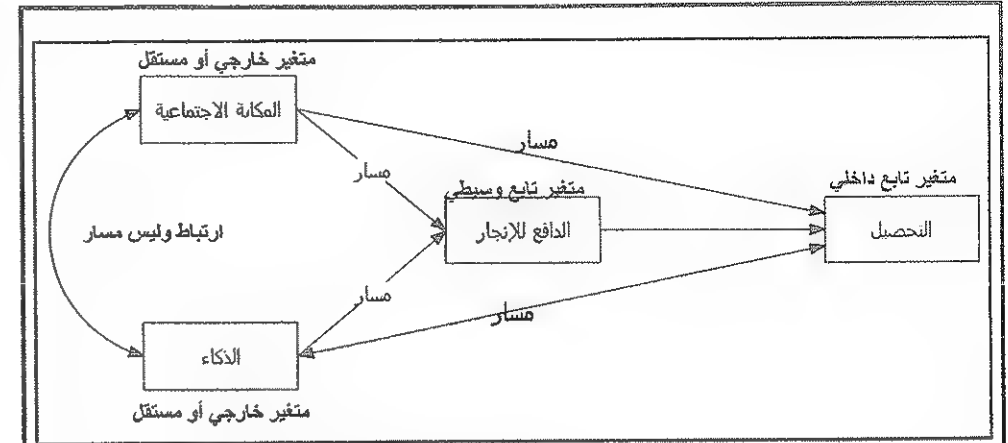 متغير خارجي أو مستقل
المكانة الاجتماعية
مسار
مسار
متغير تابع وسيطي
متغير تابع داخلي
الدافع للإنجاز
التحصيل
ارتباط وليس مسار
مسار
مسار
الذكاء
متغير خارجي أو مستقل